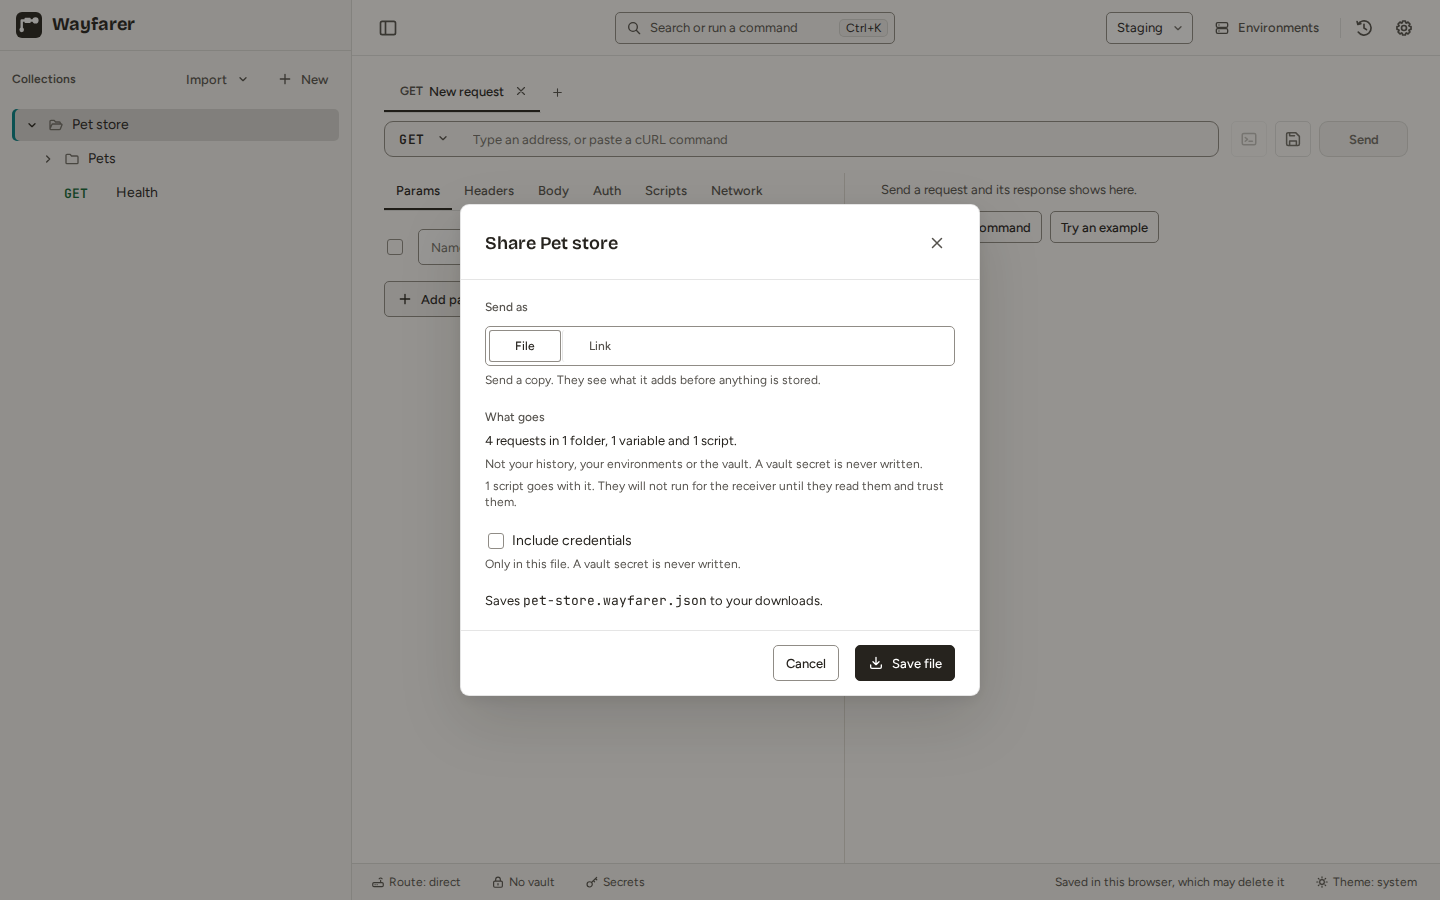 Wayfarer
Search or run a command
Ctrl+K
Staging
Environments
Collections
Import
New
GET New request
Pet store
Pets
GET Health
GET
Type an address, or paste a cURL command
Send
Params
Headers
Body
Auth
Scripts
Network
Send a request and its response shows here.
ommand
Try an example
Nam
Add pa
Share Pet store
Send as
File
Link
Send a copy. They see what it adds before anything is stored.
What goes
4 requests in 1 folder, 1 variable and 1 script.
Not your history, your environments or the vault. A vault secret is never written.
1 script goes with it. They will not run for the receiver until they read them and trust
them.
Include credentials
Only in this file. A vault secret is never written.
Saves pet-store.wayfarer.json to your downloads.
Cancel
Save file
Route: direct
No vault
Secrets
Saved in this browser, which may delete it
Theme: system